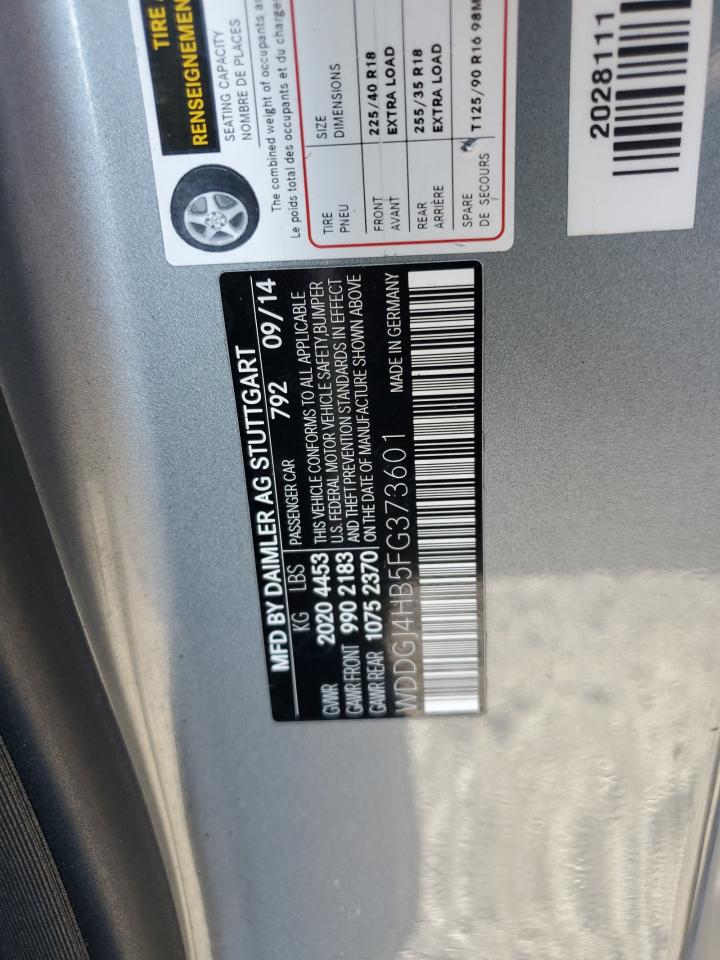 MFD BY DAIMLER AG STUTTGART
KG LBS 792 09/14
PASSENGER CAR
GVWR 2020 4453 THIS VEHICLE CONFORMS TO ALL APPLICABLE
U.S. FEDERAL MOTOR VEHICLE SAFETY,BUMPER
GAWR FRONT 990 2183 AND THEFT PREVENTION STANDARDS IN EFFECT
GAWR REAR 1075 2370 ON THE DATE OF MANUFACTURE SHOWN ABOVE
WDDGJ4HB5FG373601 MADE IN GERMANY
TIRE
RENSEIGNEMEN
SEATING CAPACITY
NOMBRE DE PLACES
The combined weight of occupants
Le poids total des occupants et du
TIRE SIZE
PNEU DIMENSIONS
FRONT 225/40 R18
AVANT EXTRA LOAD
REAR 255/35 R18
ARRIÈRE EXTRA LOAD
SPARE T125/90 R16 98M
DE SECOURS
2028111